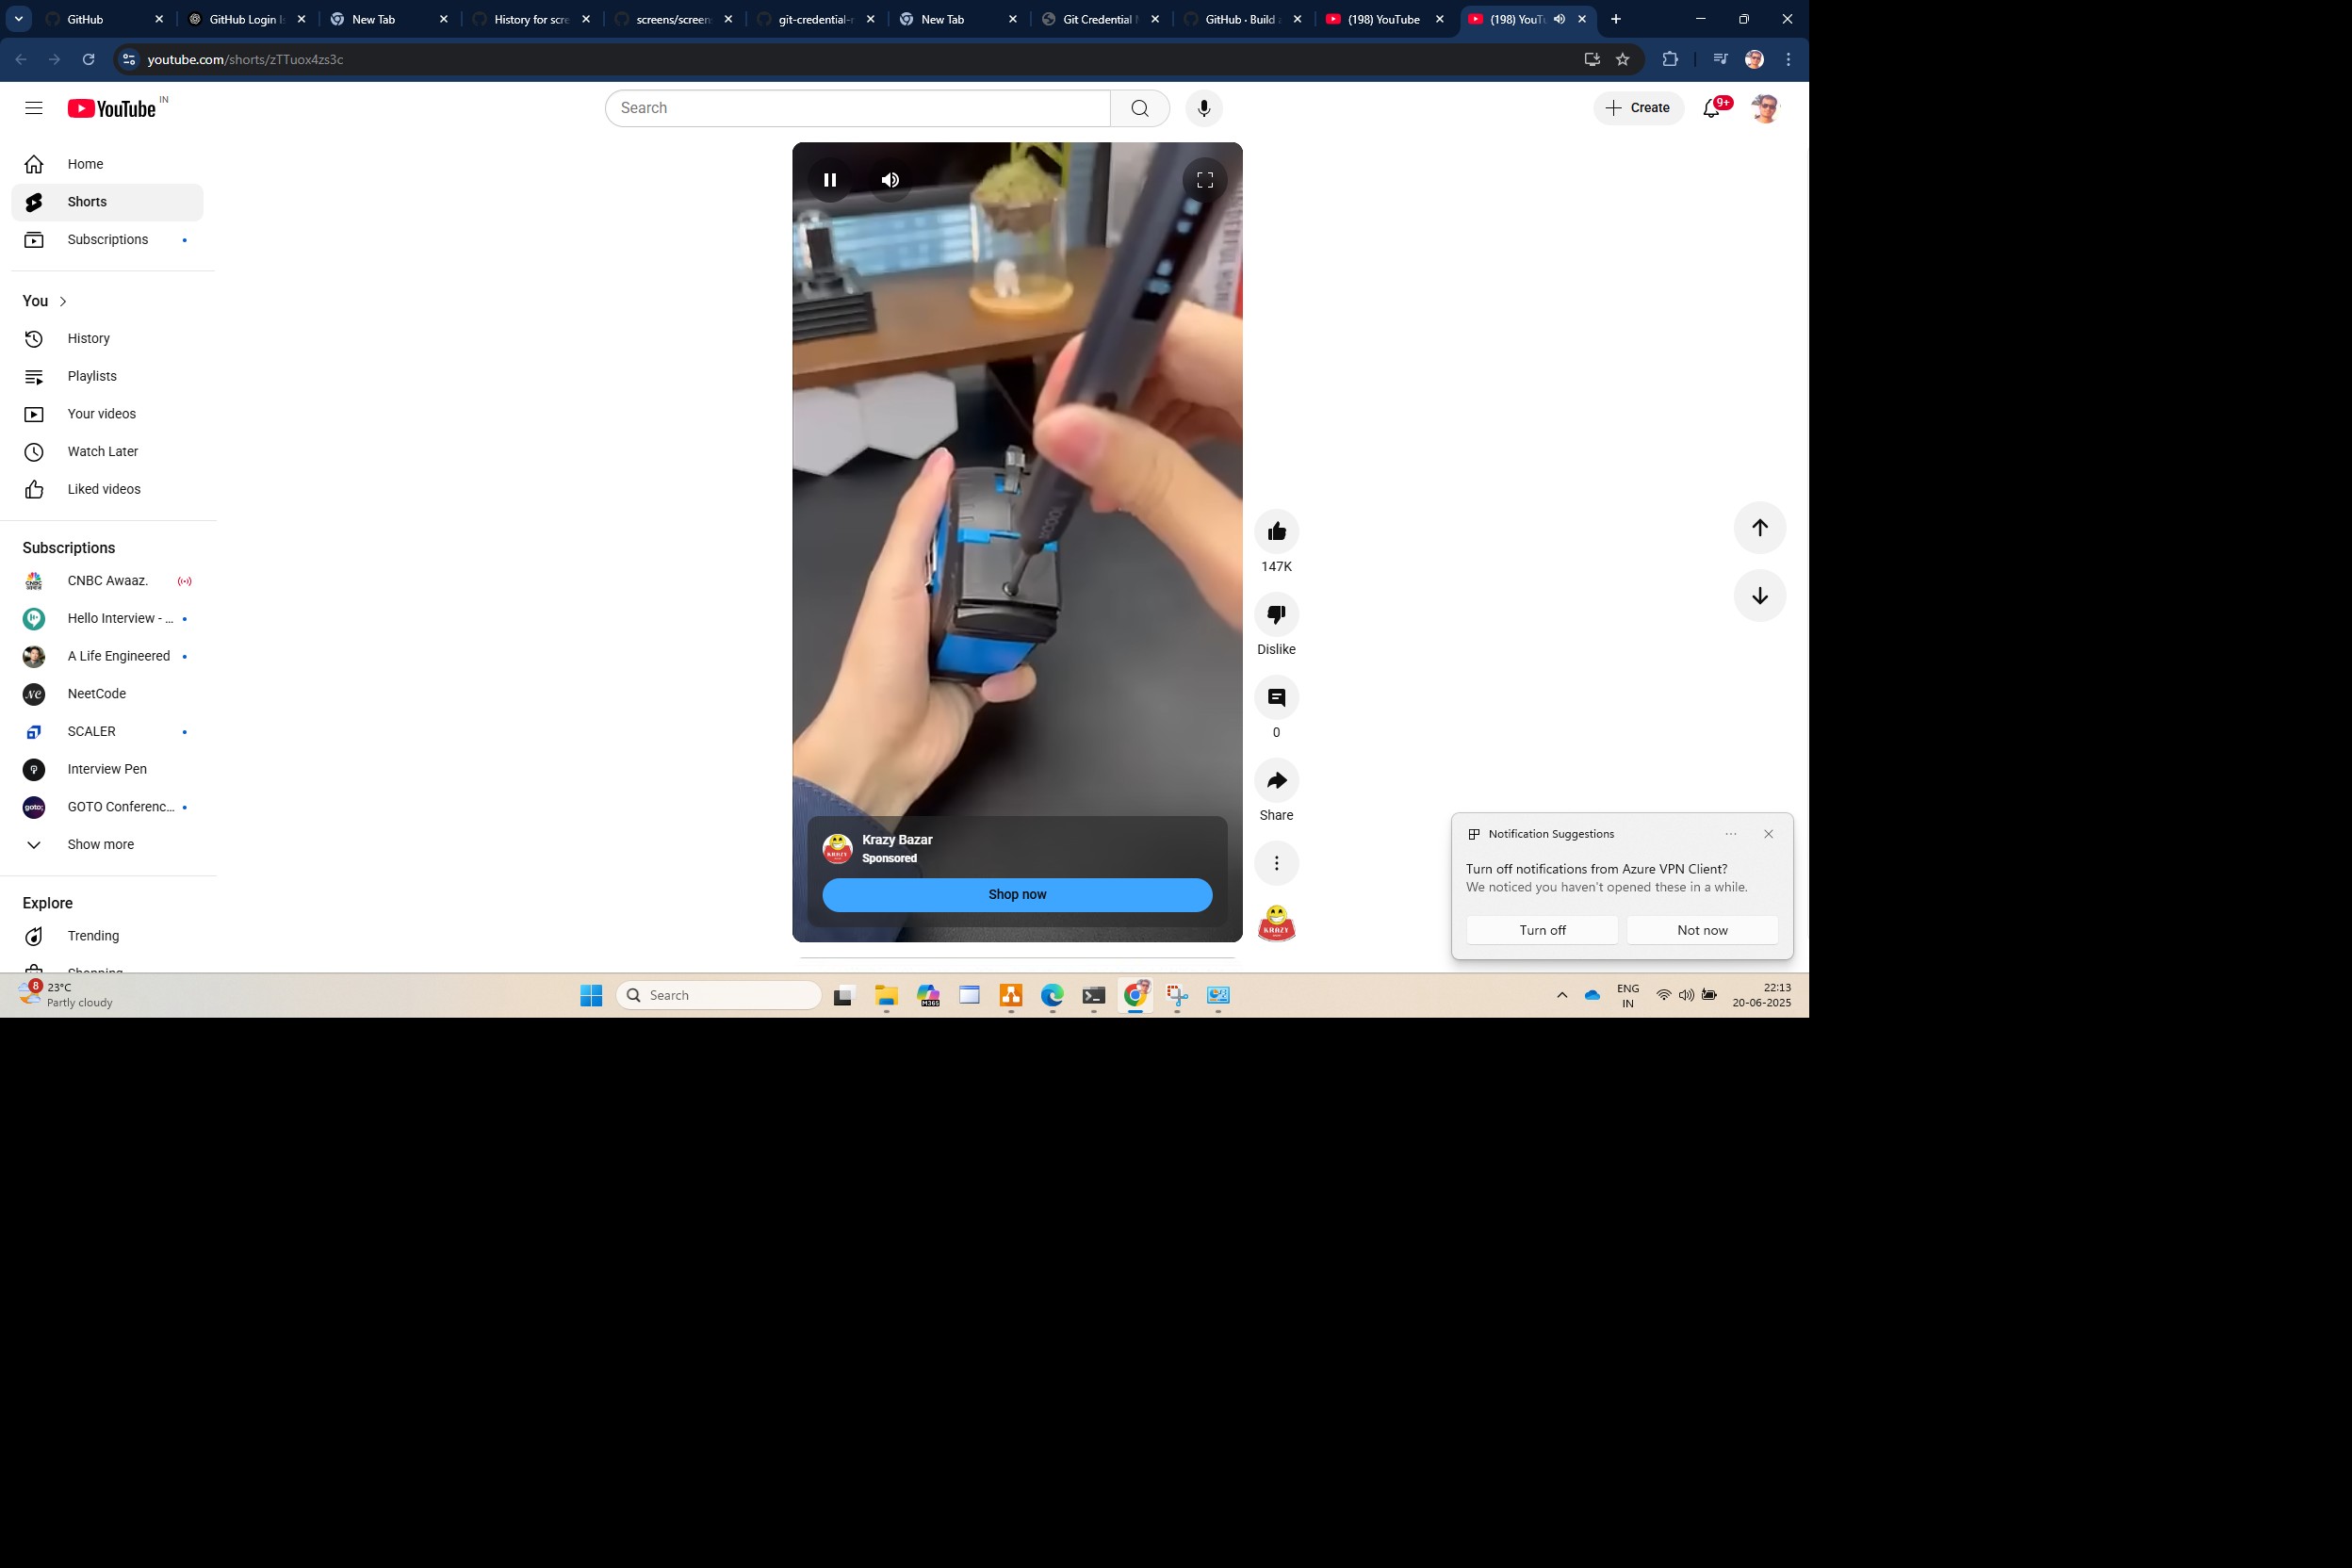 GitHub
GitHub Login
New Tab
History for scre
screens/screen
git-credential-
New Tab
Git Credential
GitHub · Build
(198) YouTube
(198) YouTu
youtube.com/shorts/zTTuox4zs3c
YouTube
IN
Search
Create
9+
Home
Shorts
Subscriptions
You
History
Playlists
Your videos
Watch Later
Liked videos
Subscriptions
CNBC Awaaz.
Hello Interview - ...
A Life Engineered
NeetCode
SCALER
Interview Pen
GOTO Conferenc...
Show more
Explore
Trending
Shopping
147K
Dislike
0
Share
Krazy Bazar
Sponsored
Shop now
KRAZY
Notification Suggestions
Turn off notifications from Azure VPN Client?
We noticed you haven't opened these in a while.
Turn off
Not now
8
23°C
Partly cloudy
Search
M365
ENG
IN
22:13
20-06-2025